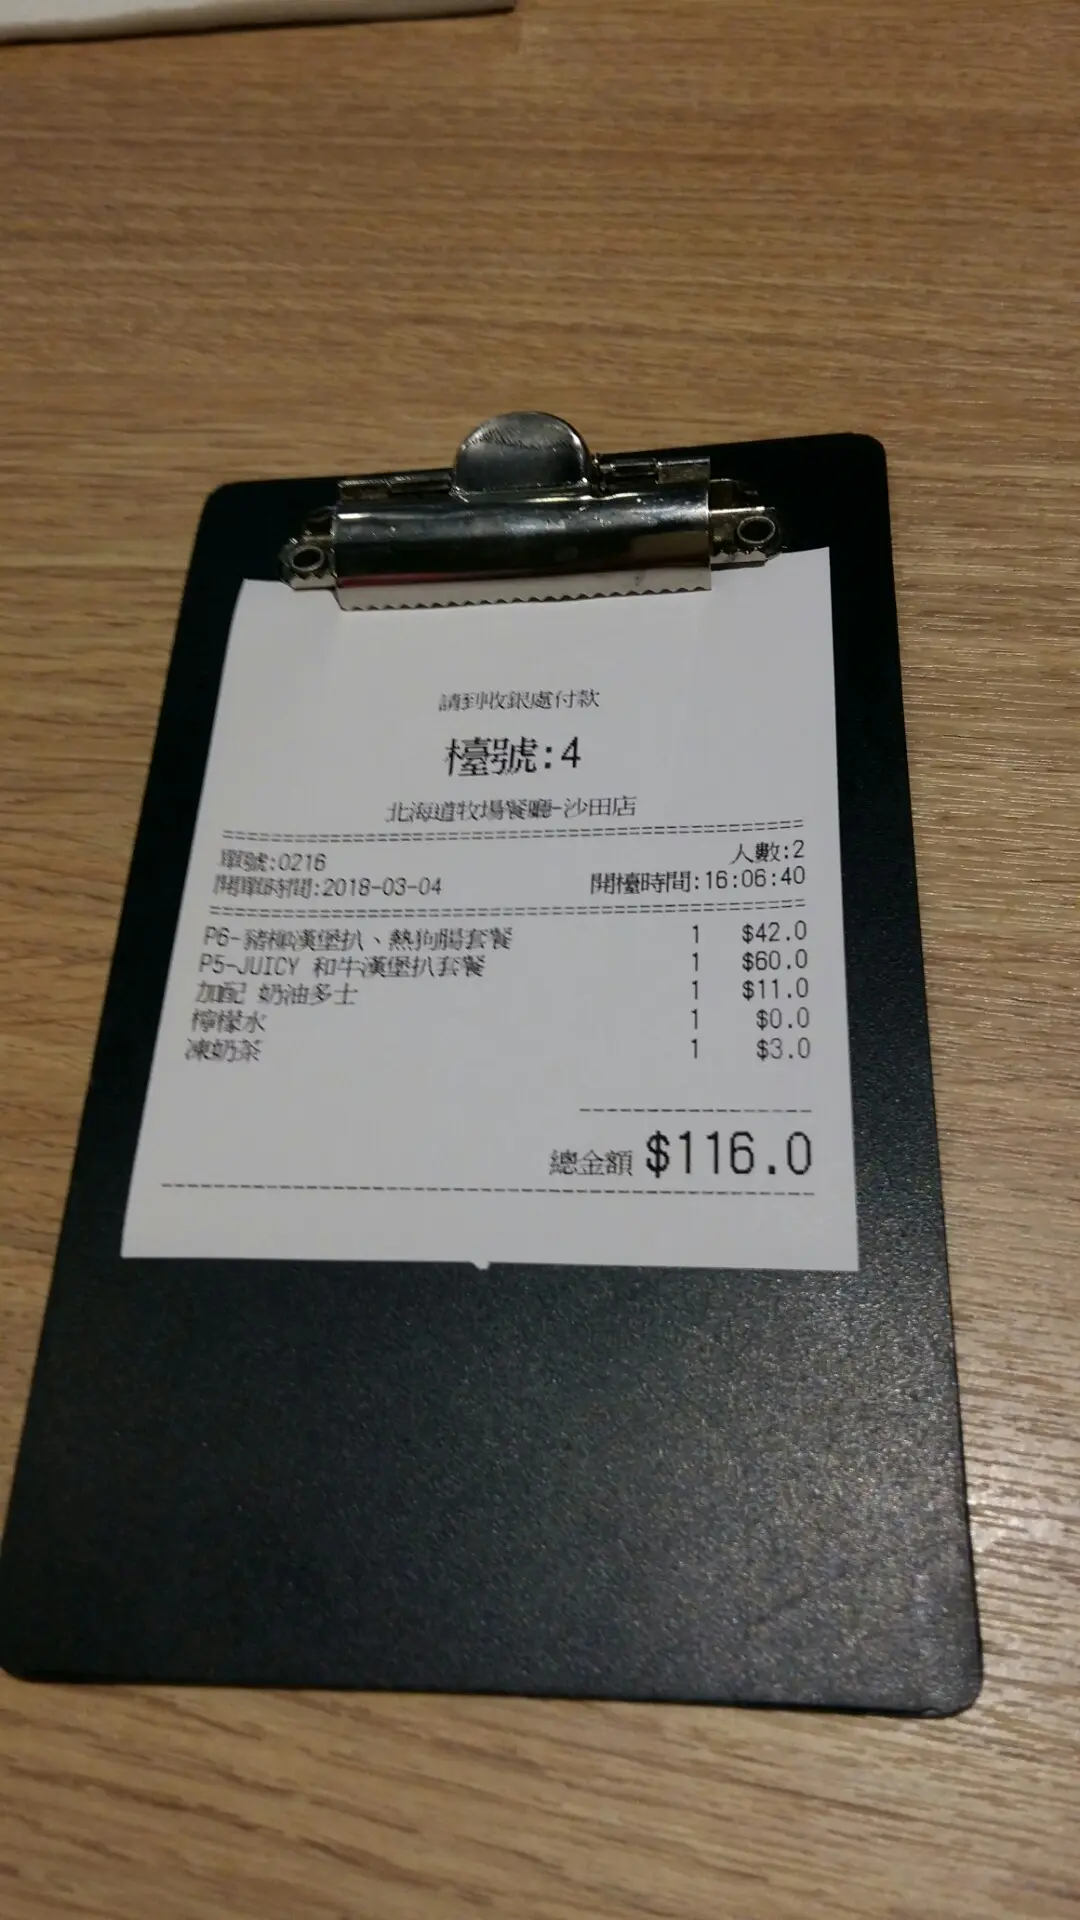 請到收銀處付款
檯號:4
北海道牧場餐廳-沙田店
單號:0216 人數:2
開單時間:2018-03-04 開檯時間:16:06:40
P6-豬柳漢堡扒、熱狗腸套餐 1 $42.0
P5-JUICY 和牛漢堡扒套餐 1 $60.0
加配 奶油多士 1 $11.0
檸檬水 1 $0.0
凍奶茶 1 $3.0
總金額 $116.0